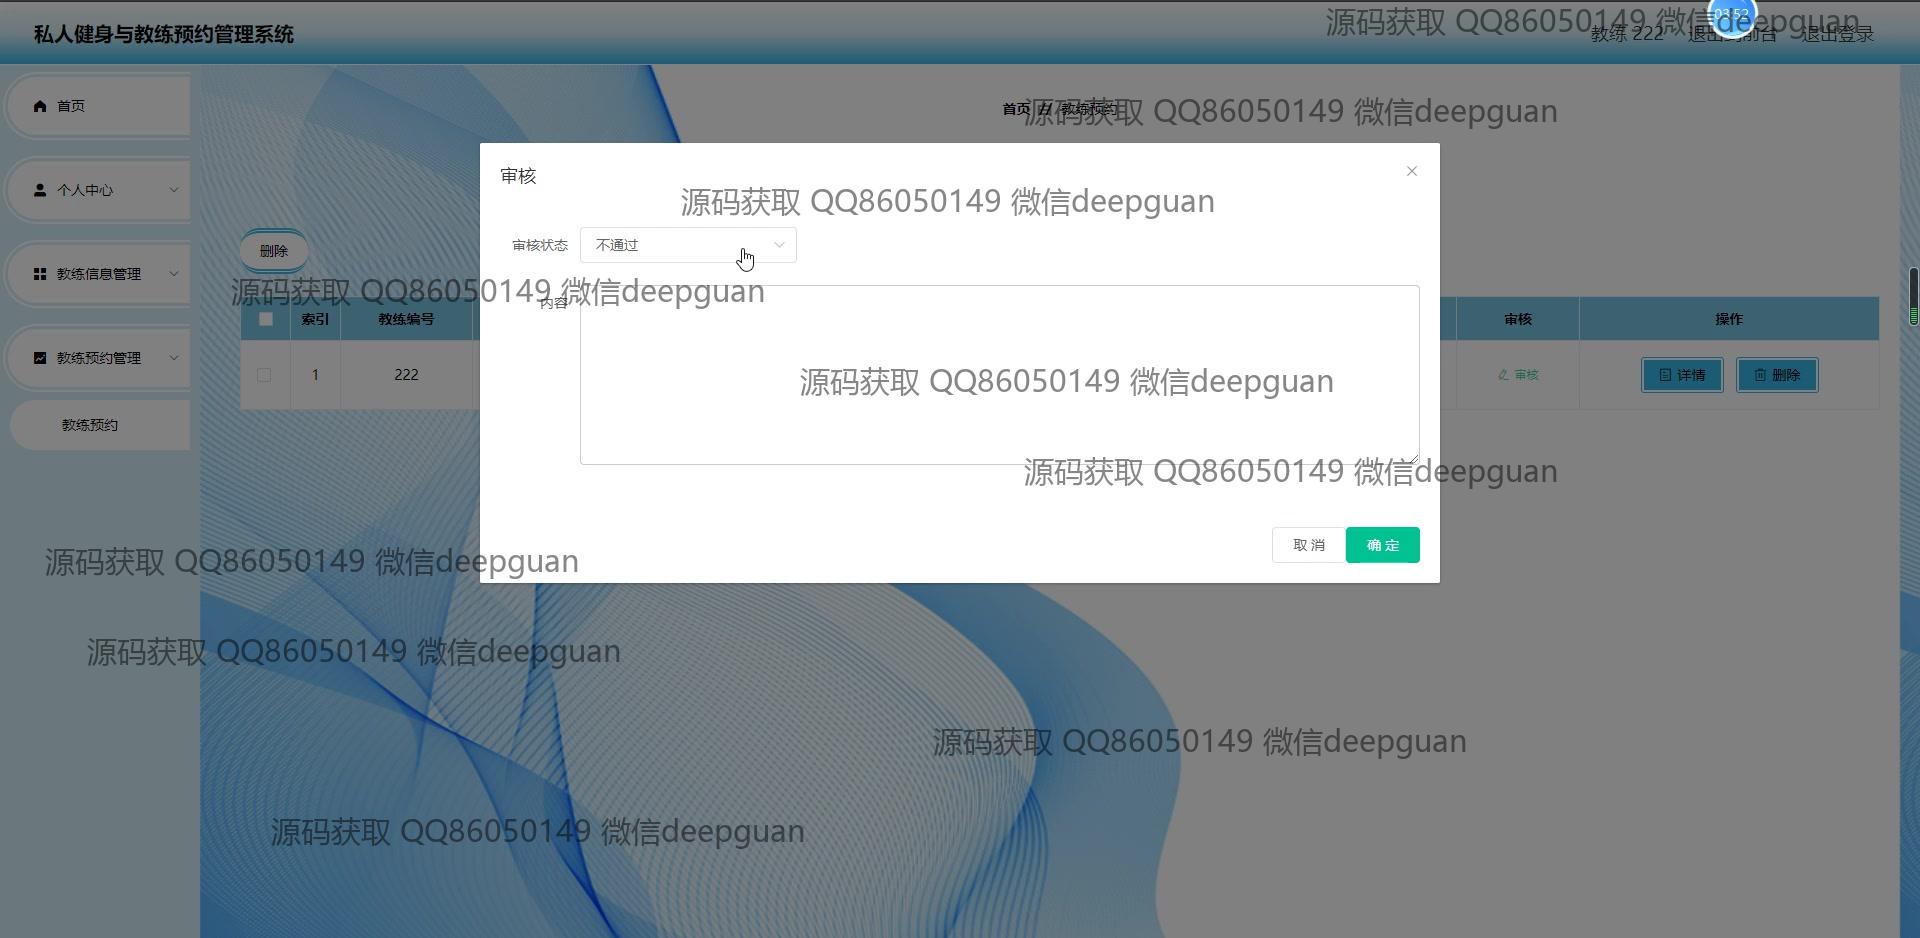 私人健身与教练预约管理系统
源码获取 QQ86050149 微信deepguan
03:52
教练 222 退出到前台 退出登录
首页
首页 // 教练预约
源码获取 QQ86050149 微信deepguan
审核
个人中心
源码获取 QQ86050149 微信deepguan
审核状态 不通过
删除
教练信息管理
源码获取 QQ86050149 微信deepguan
内容
索引 教练编号 审核 操作
教练预约管理
1 222 审核 详情 删除
源码获取 QQ86050149 微信deepguan
教练预约
源码获取 QQ86050149 微信deepguan
取消 确定
源码获取 QQ86050149 微信deepguan
源码获取 QQ86050149 微信deepguan
源码获取 QQ86050149 微信deepguan
源码获取 QQ86050149 微信deepguan